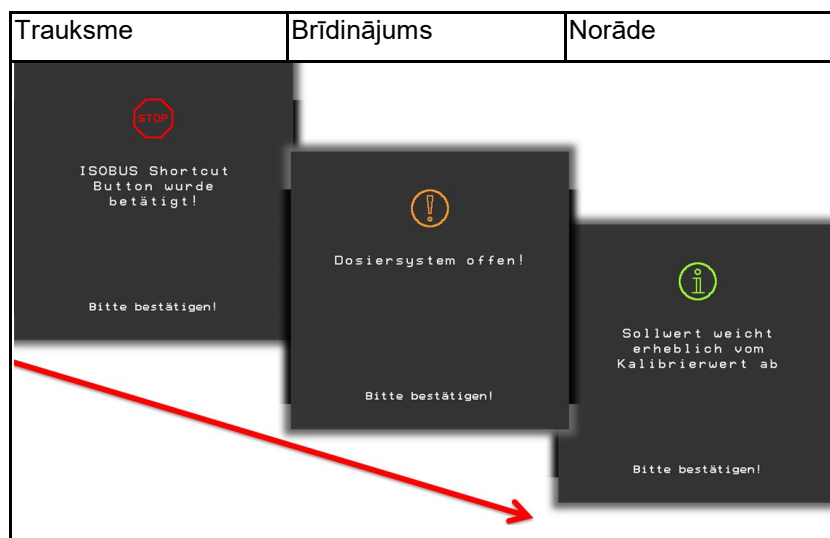 Trauksme
Brīdinājums
Norāde
STOP
ISOBUS Shortcut
Button wurde
betätigt!
Bitte bestätigen!
Dosiersystem offen!
Bitte bestätigen!
Sollwert weicht
erheblich vom
Kalibrierwert ab
Bitte bestätigen!